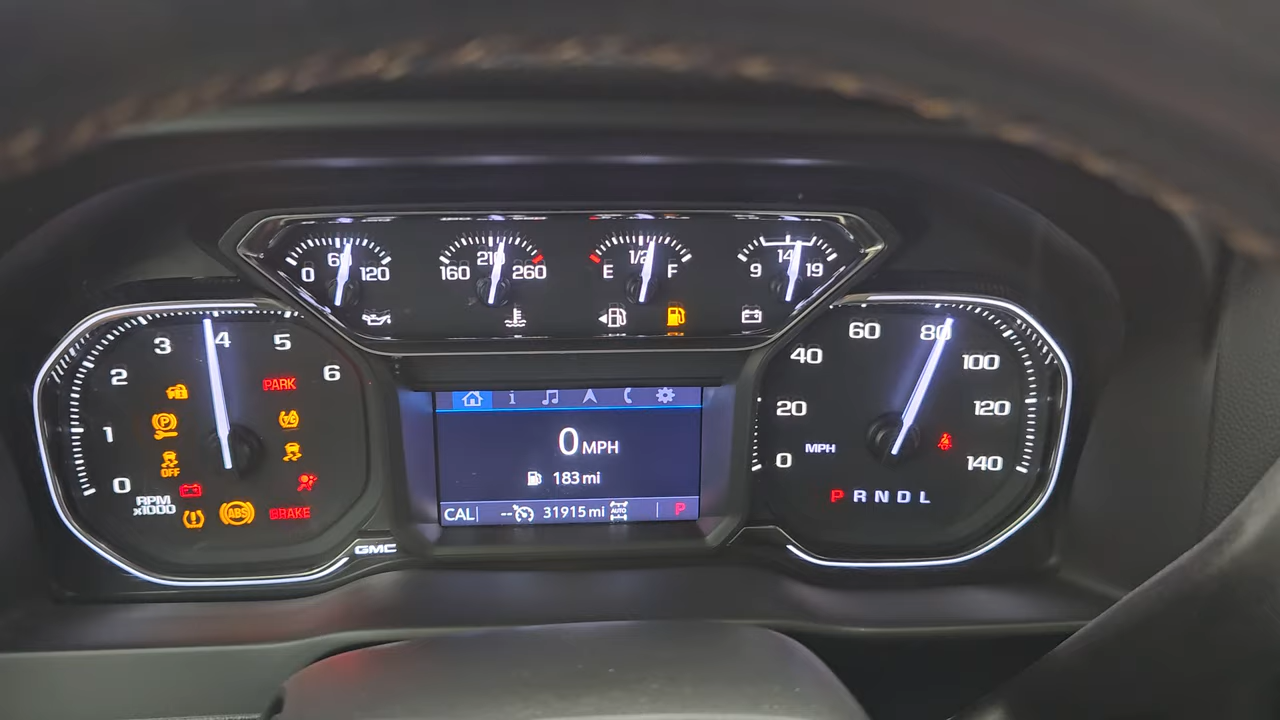 0 60 120
160 210 260
E 1/2 F
9 14 19
0 1 2 3 4 5 6
RPM
x1000
PARK
OFF
ABS
BRAKE
GMC
i
0 MPH
183 mi
CAL
-- 31915 mi AUTO P
0 20 40 60 80 100 120 140
MPH
P R N D L